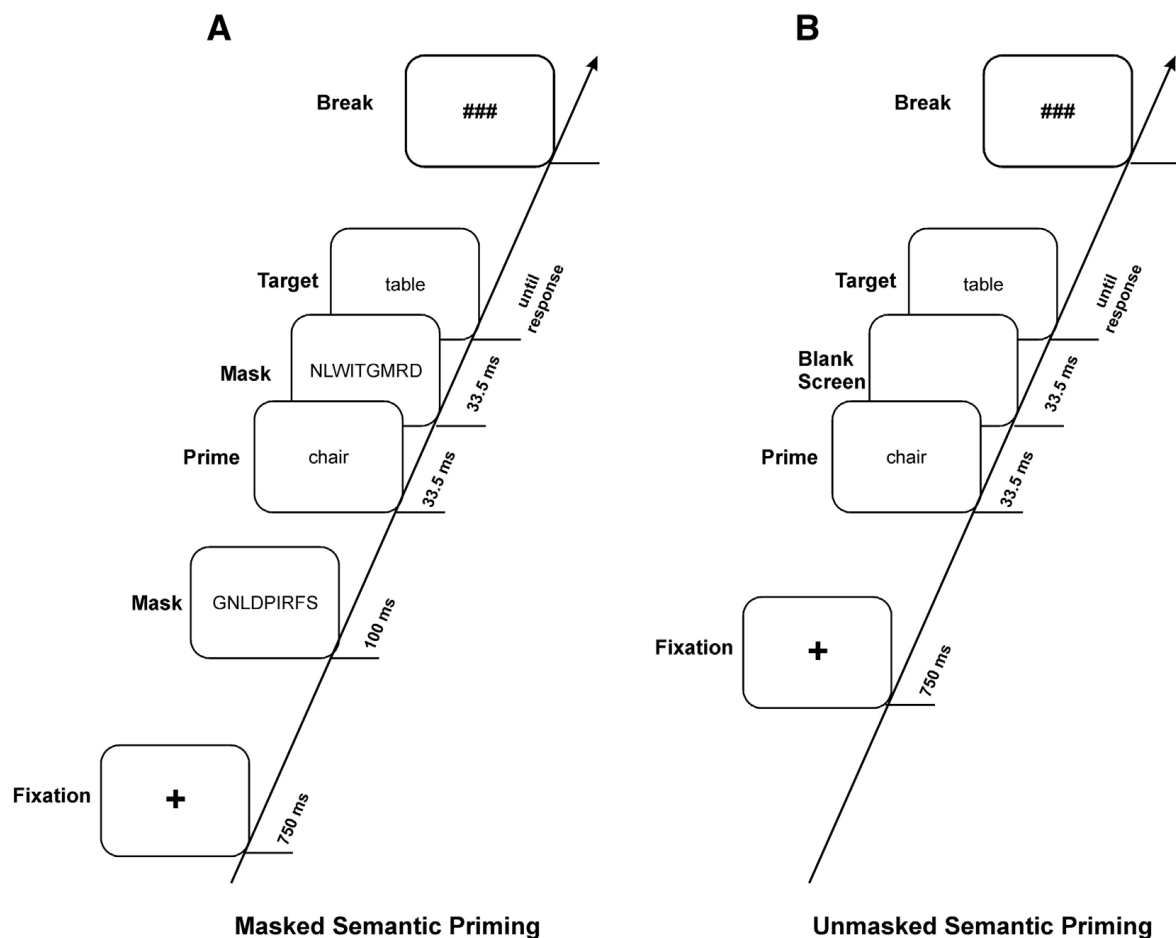 A
Break
###
Target
table
until
response
Mask
NLWITGMRD
33.5 ms
Prime
chair
33.5 ms
Mask
GNLDPIRFS
100 ms
Fixation
+
750 ms
Masked Semantic Priming
B
Break
###
Target
table
until
response
Blank
Screen
33.5 ms
Prime
chair
33.5 ms
Fixation
+
750 ms
Unmasked Semantic Priming